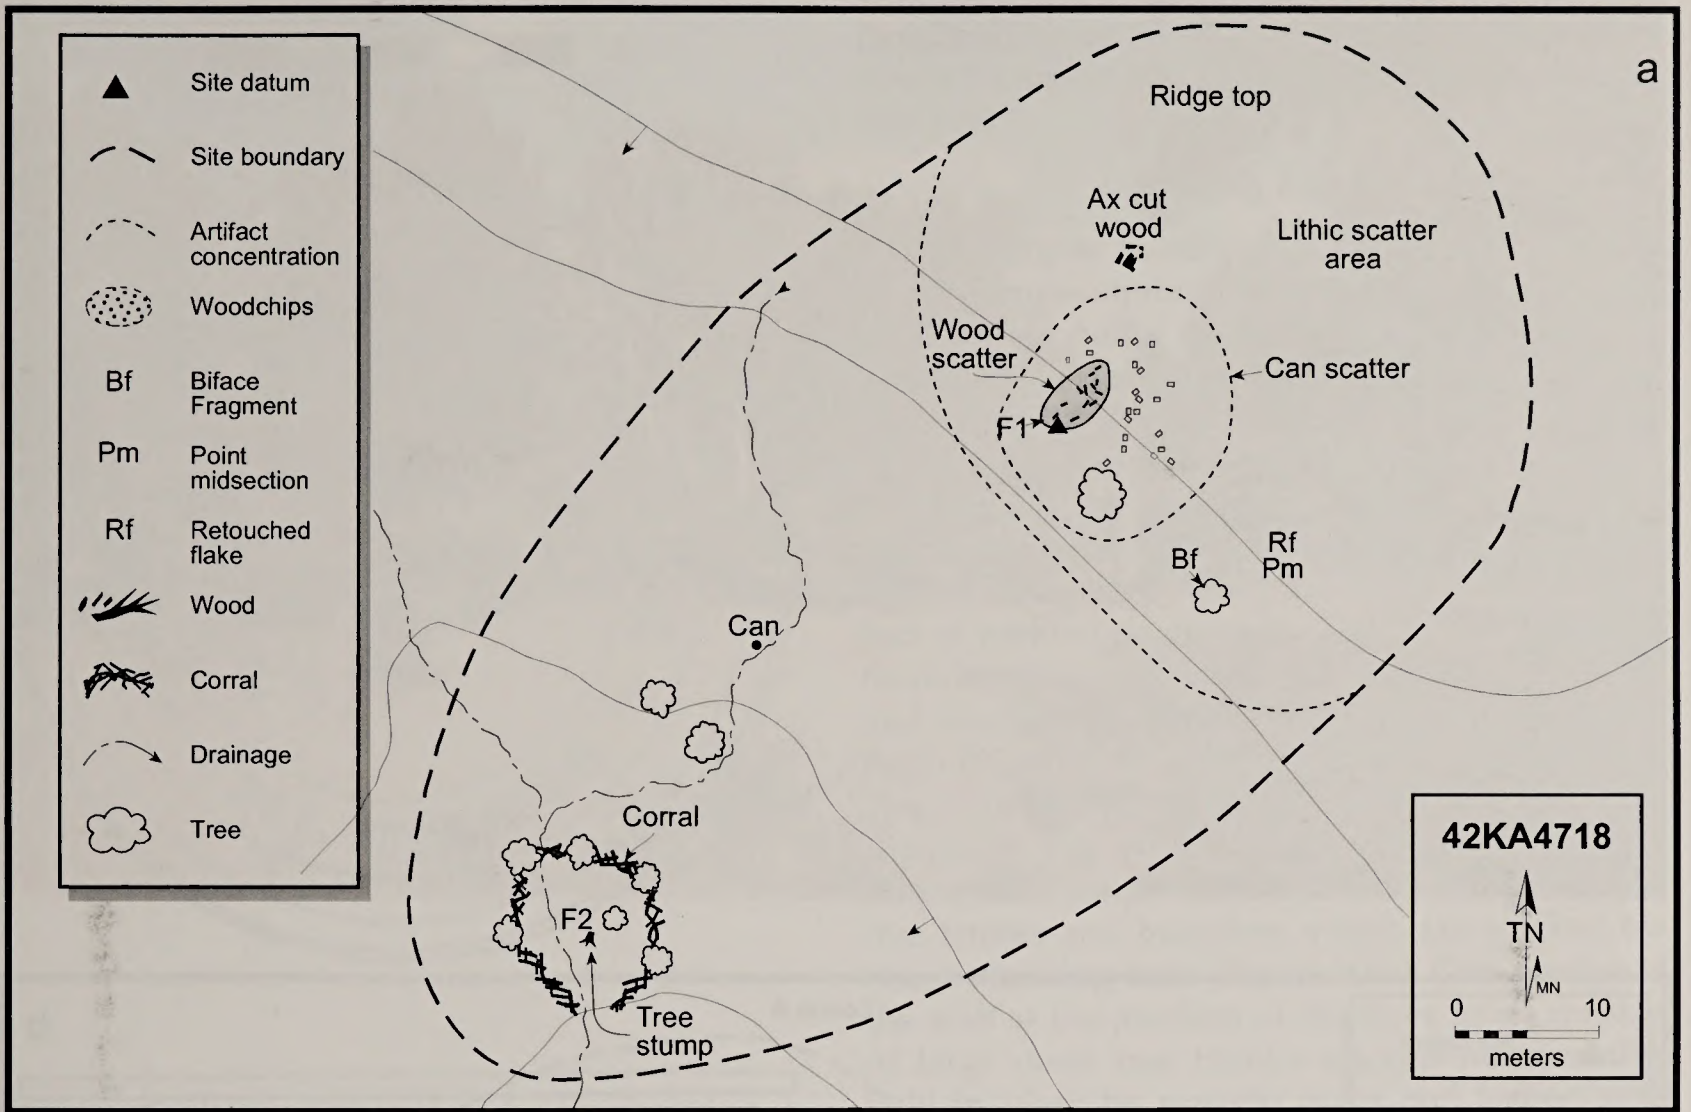 Site datum
Site boundary
Artifact
concentration
Woodchips
Bf
Biface
Fragment
Pm
Point
midsection
Rf
Retouched
flake
Wood
Corral
Drainage
Tree
a
Ridge top
Ax cut
wood
Lithic scatter
area
Wood
scatter
Can scatter
F1
Rf
Pm
Bf
Can
Corral
F2
Tree
stump
42KA4718
TN
MN
0 10
meters